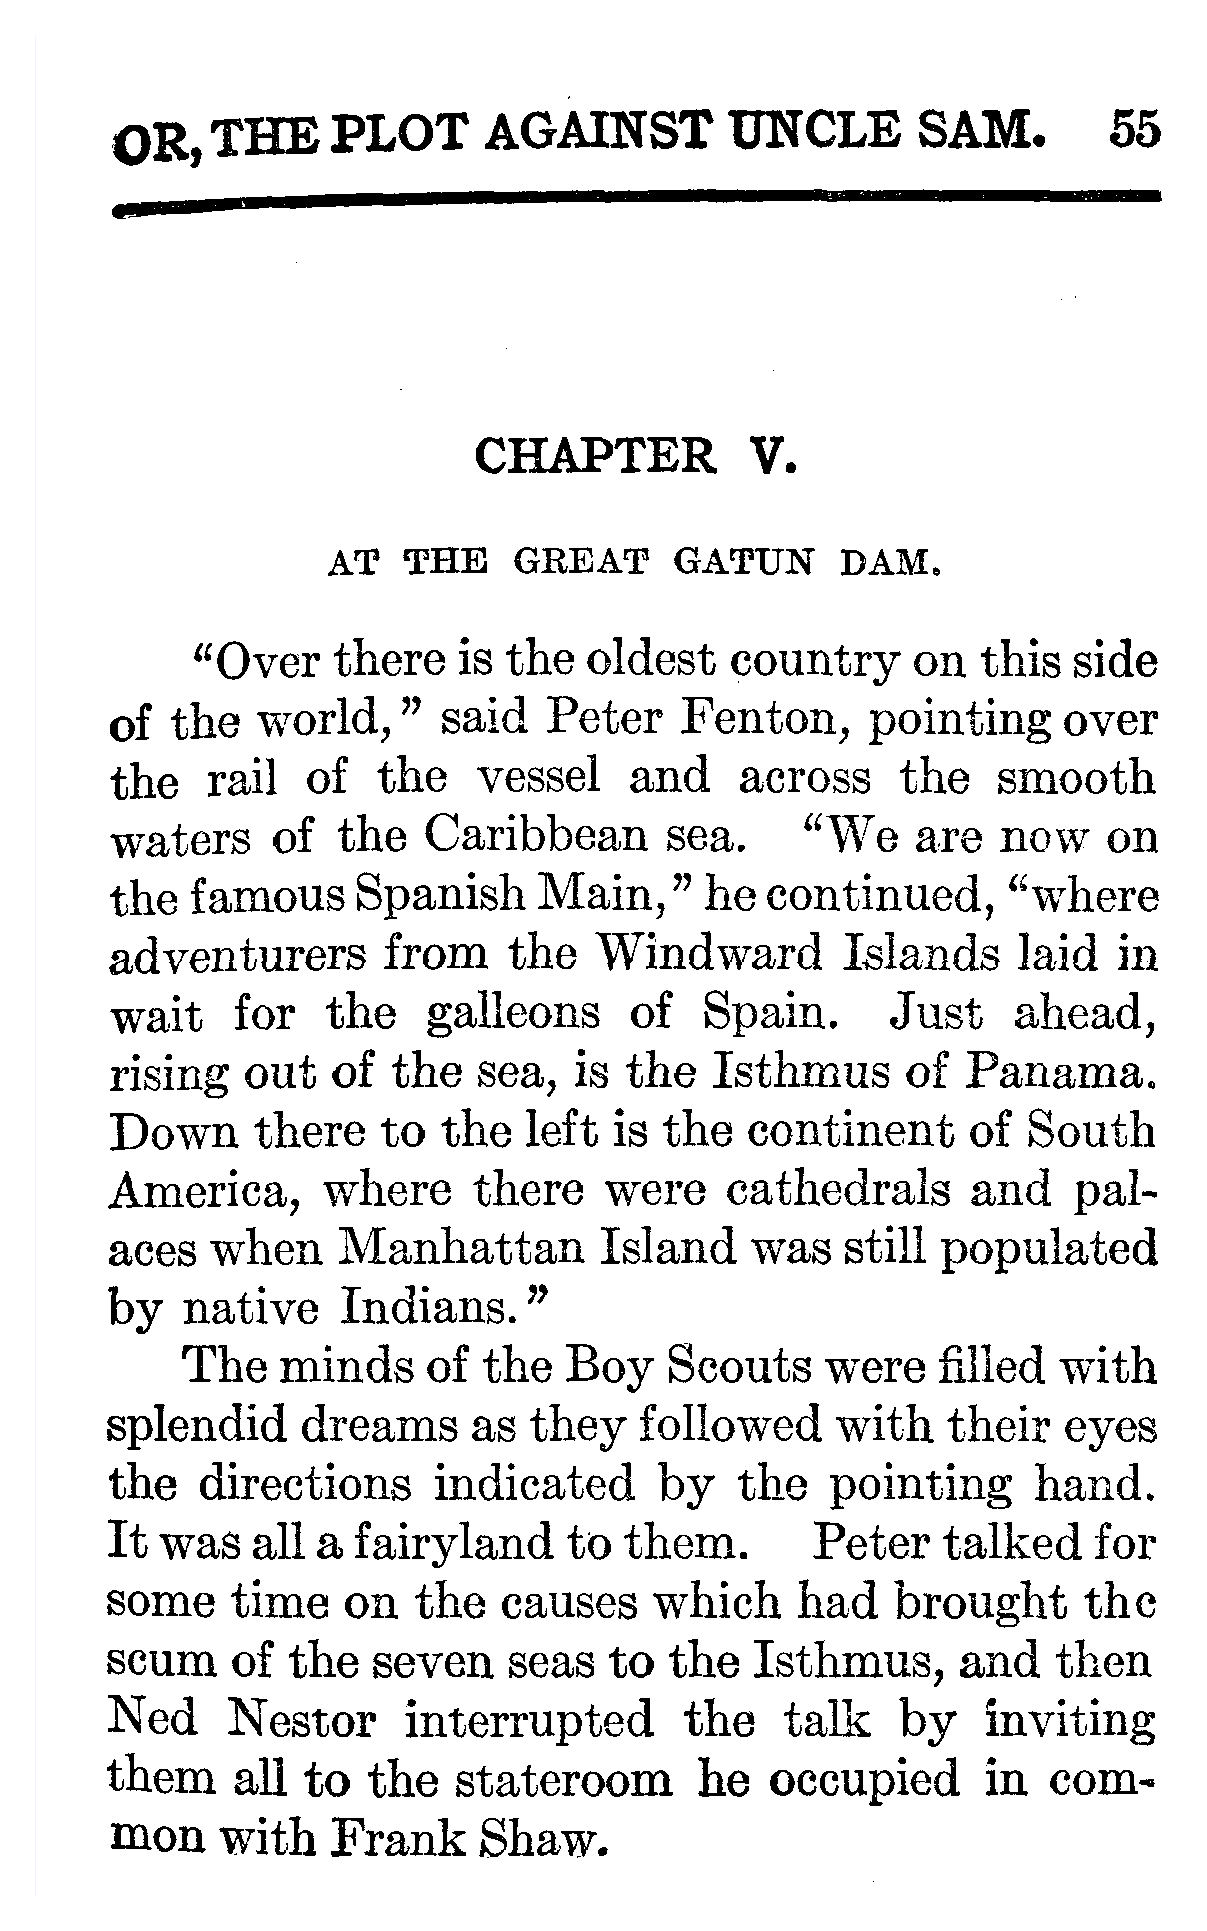 OR, THE PLOT AGAINST UNCLE SAM. 55
CHAPTER V.
AT THE GREAT GATUN DAM.
"Over there is the oldest country on this side
of the world," said Peter Fenton, pointing over
the rail of the vessel and across the smooth
waters of the Caribbean sea. "We are now on
the famous Spanish Main," he continued, "where
adventurers from the Windward Islands laid in
wait for the galleons of Spain. Just ahead,
rising out of the sea, is the Isthmus of Panama.
Down there to the left is the continent of South
America, where there were cathedrals and pal-
aces when Manhattan Island was still populated
by native Indians."
The minds of the Boy Scouts were filled with
splendid dreams as they followed with their eyes
the directions indicated by the pointing hand.
It was all a fairyland to them. Peter talked for
some time on the causes which had brought the
scum of the seven seas to the Isthmus, and then
Ned Nestor interrupted the talk by inviting
them all to the stateroom he occupied in com-
mon with Frank Shaw.